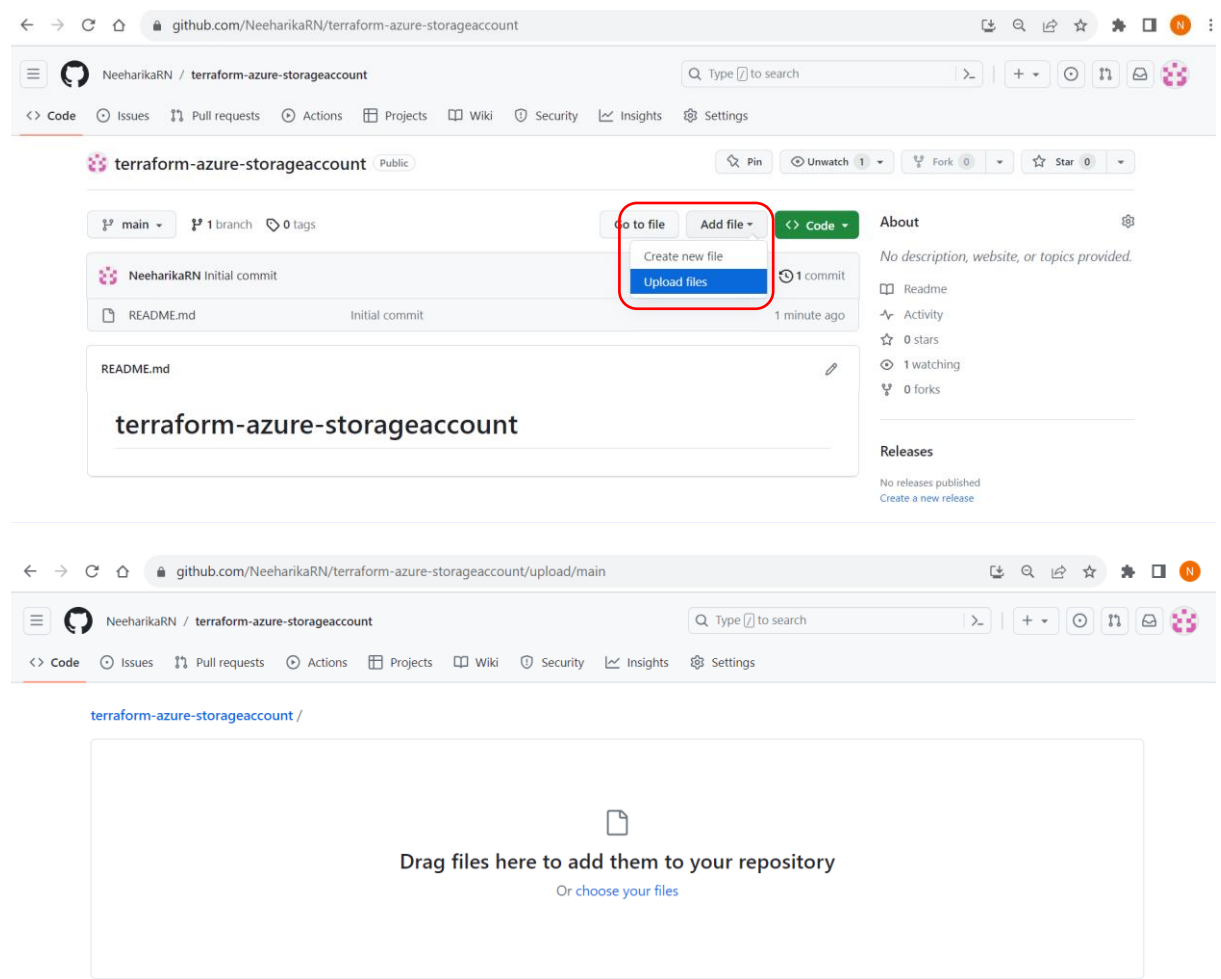 github.com/NeeharikaRN/terraform-azure-storageaccount
N
NeeharikaRN / terraform-azure-storageaccount
Type / to search
<> Code Issues Pull requests Actions Projects Wiki Security Insights Settings
terraform-azure-storageaccount Public
Pin Unwatch 1 Fork 0 Star 0
main 1 branch 0 tags
Go to file Add file <> Code
Create new file
Upload files
NeeharikaRN Initial commit 1 commit
README.md Initial commit 1 minute ago
README.md
terraform-azure-storageaccount
About
No description, website, or topics provided.
Readme
Activity
0 stars
1 watching
0 forks
Releases
No releases published
Create a new release
github.com/NeeharikaRN/terraform-azure-storageaccount/upload/main
N
NeeharikaRN / terraform-azure-storageaccount
Type / to search
<> Code Issues Pull requests Actions Projects Wiki Security Insights Settings
terraform-azure-storageaccount /
Drag files here to add them to your repository
Or choose your files